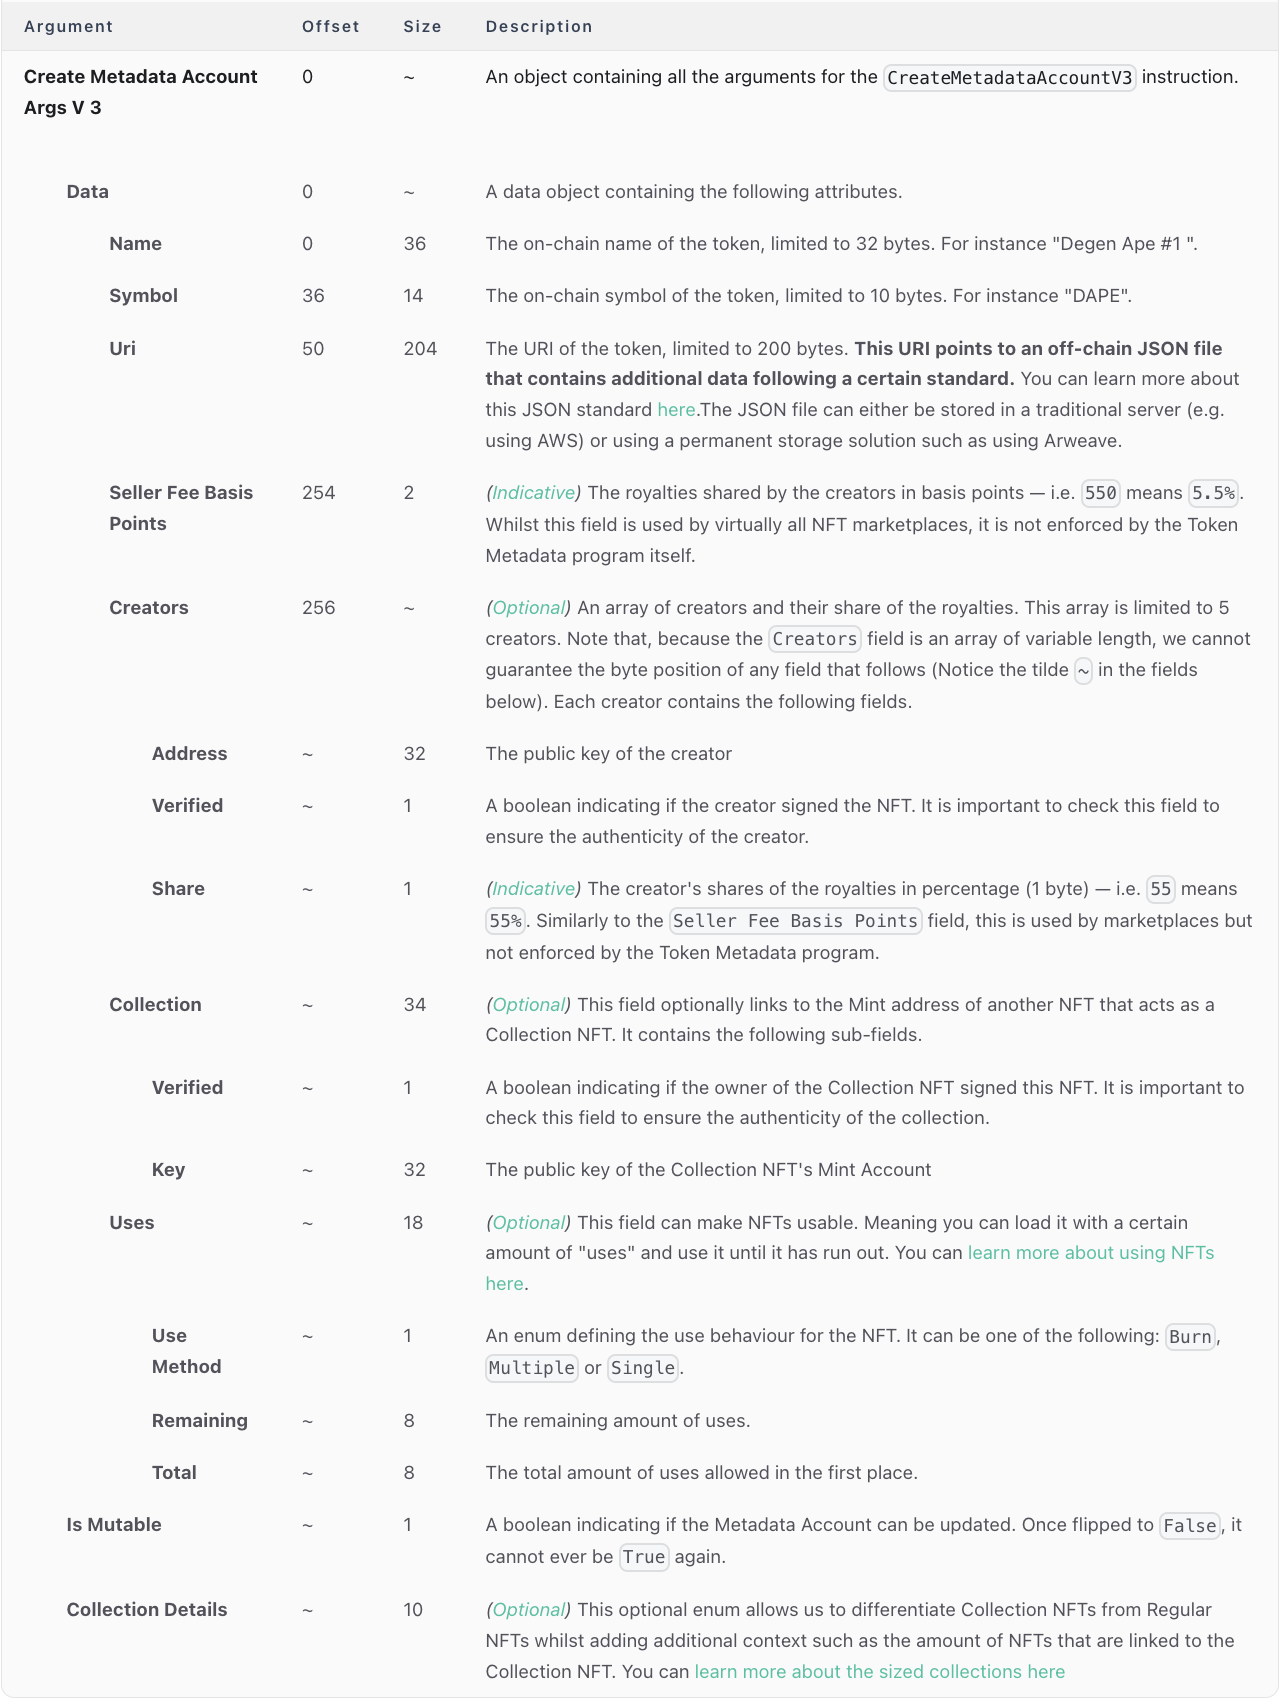 Argument Offset Size Description
Create Metadata Account 0 ~ An object containing all the arguments for the CreateMetadataAccountV3 instruction.
Args V 3
Data 0 ~ A data object containing the following attributes.
Name 0 36 The on-chain name of the token, limited to 32 bytes. For instance "Degen Ape #1 ".
Symbol 36 14 The on-chain symbol of the token, limited to 10 bytes. For instance "DAPE".
Uri 50 204 The URI of the token, limited to 200 bytes. This URI points to an off-chain JSON file
that contains additional data following a certain standard. You can learn more about
this JSON standard here.The JSON file can either be stored in a traditional server (e.g.
using AWS) or using a permanent storage solution such as using Arweave.
Seller Fee Basis 254 2 (Indicative) The royalties shared by the creators in basis points — i.e. 550 means 5.5%.
Points Whilst this field is used by virtually all NFT marketplaces, it is not enforced by the Token
Metadata program itself.
Creators 256 ~ (Optional) An array of creators and their share of the royalties. This array is limited to 5
creators. Note that, because the Creators field is an array of variable length, we cannot
guarantee the byte position of any field that follows (Notice the tilde ~ in the fields
below). Each creator contains the following fields.
Address ~ 32 The public key of the creator
Verified ~ 1 A boolean indicating if the creator signed the NFT. It is important to check this field to
ensure the authenticity of the creator.
Share ~ 1 (Indicative) The creator's shares of the royalties in percentage (1 byte) — i.e. 55 means
55%. Similarly to the Seller Fee Basis Points field, this is used by marketplaces but
not enforced by the Token Metadata program.
Collection ~ 34 (Optional) This field optionally links to the Mint address of another NFT that acts as a
Collection NFT. It contains the following sub-fields.
Verified ~ 1 A boolean indicating if the owner of the Collection NFT signed this NFT. It is important to
check this field to ensure the authenticity of the collection.
Key ~ 32 The public key of the Collection NFT's Mint Account
Uses ~ 18 (Optional) This field can make NFTs usable. Meaning you can load it with a certain
amount of "uses" and use it until it has run out. You can learn more about using NFTs
here.
Use ~ 1 An enum defining the use behaviour for the NFT. It can be one of the following: Burn,
Method Multiple or Single.
Remaining ~ 8 The remaining amount of uses.
Total ~ 8 The total amount of uses allowed in the first place.
Is Mutable ~ 1 A boolean indicating if the Metadata Account can be updated. Once flipped to False, it
cannot ever be True again.
Collection Details ~ 10 (Optional) This optional enum allows us to differentiate Collection NFTs from Regular
NFTs whilst adding additional context such as the amount of NFTs that are linked to the
Collection NFT. You can learn more about the sized collections here